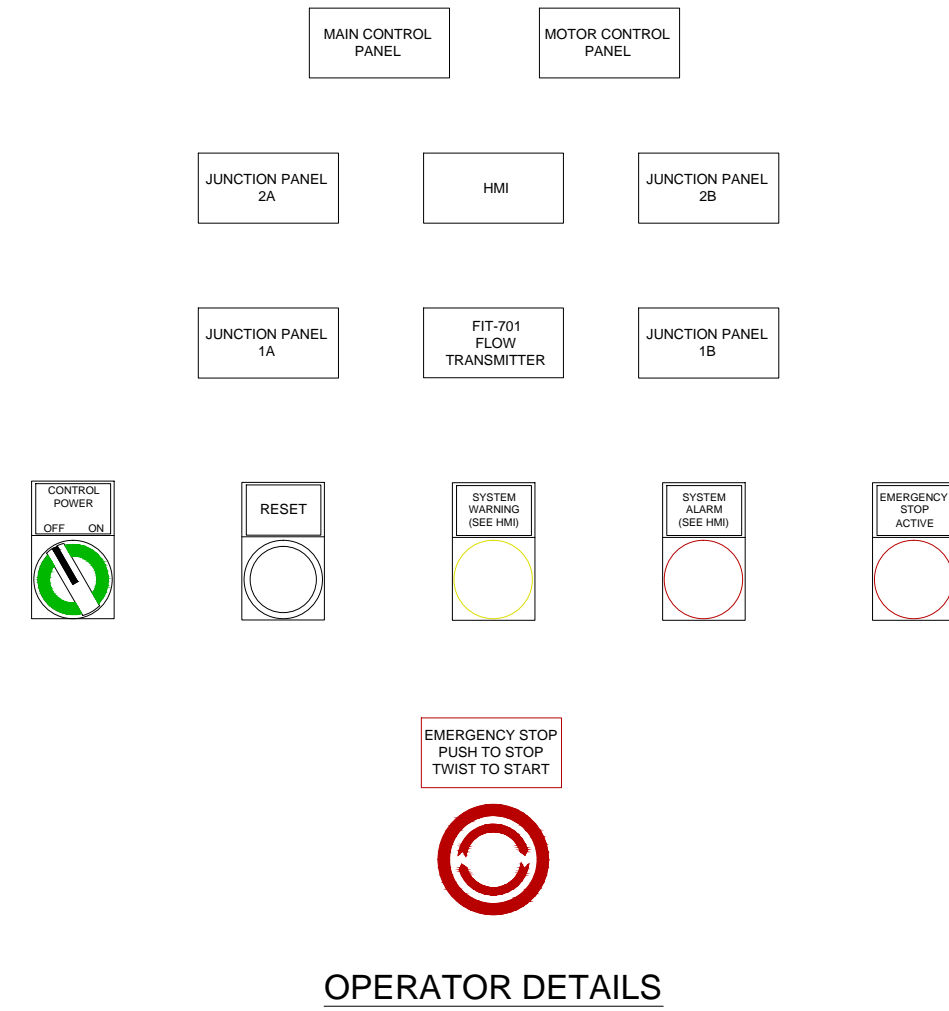 MAIN CONTROL
PANEL
MOTOR CONTROL
PANEL
JUNCTION PANEL
2A
HMI
JUNCTION PANEL
2B
JUNCTION PANEL
1A
FIT-701
FLOW
TRANSMITTER
JUNCTION PANEL
1B
CONTROL
POWER
OFF ON
RESET
SYSTEM
WARNING
(SEE HMI)
SYSTEM
ALARM
(SEE HMI)
EMERGENCY
STOP
ACTIVE
EMERGENCY STOP
PUSH TO STOP
TWIST TO START
OPERATOR DETAILS